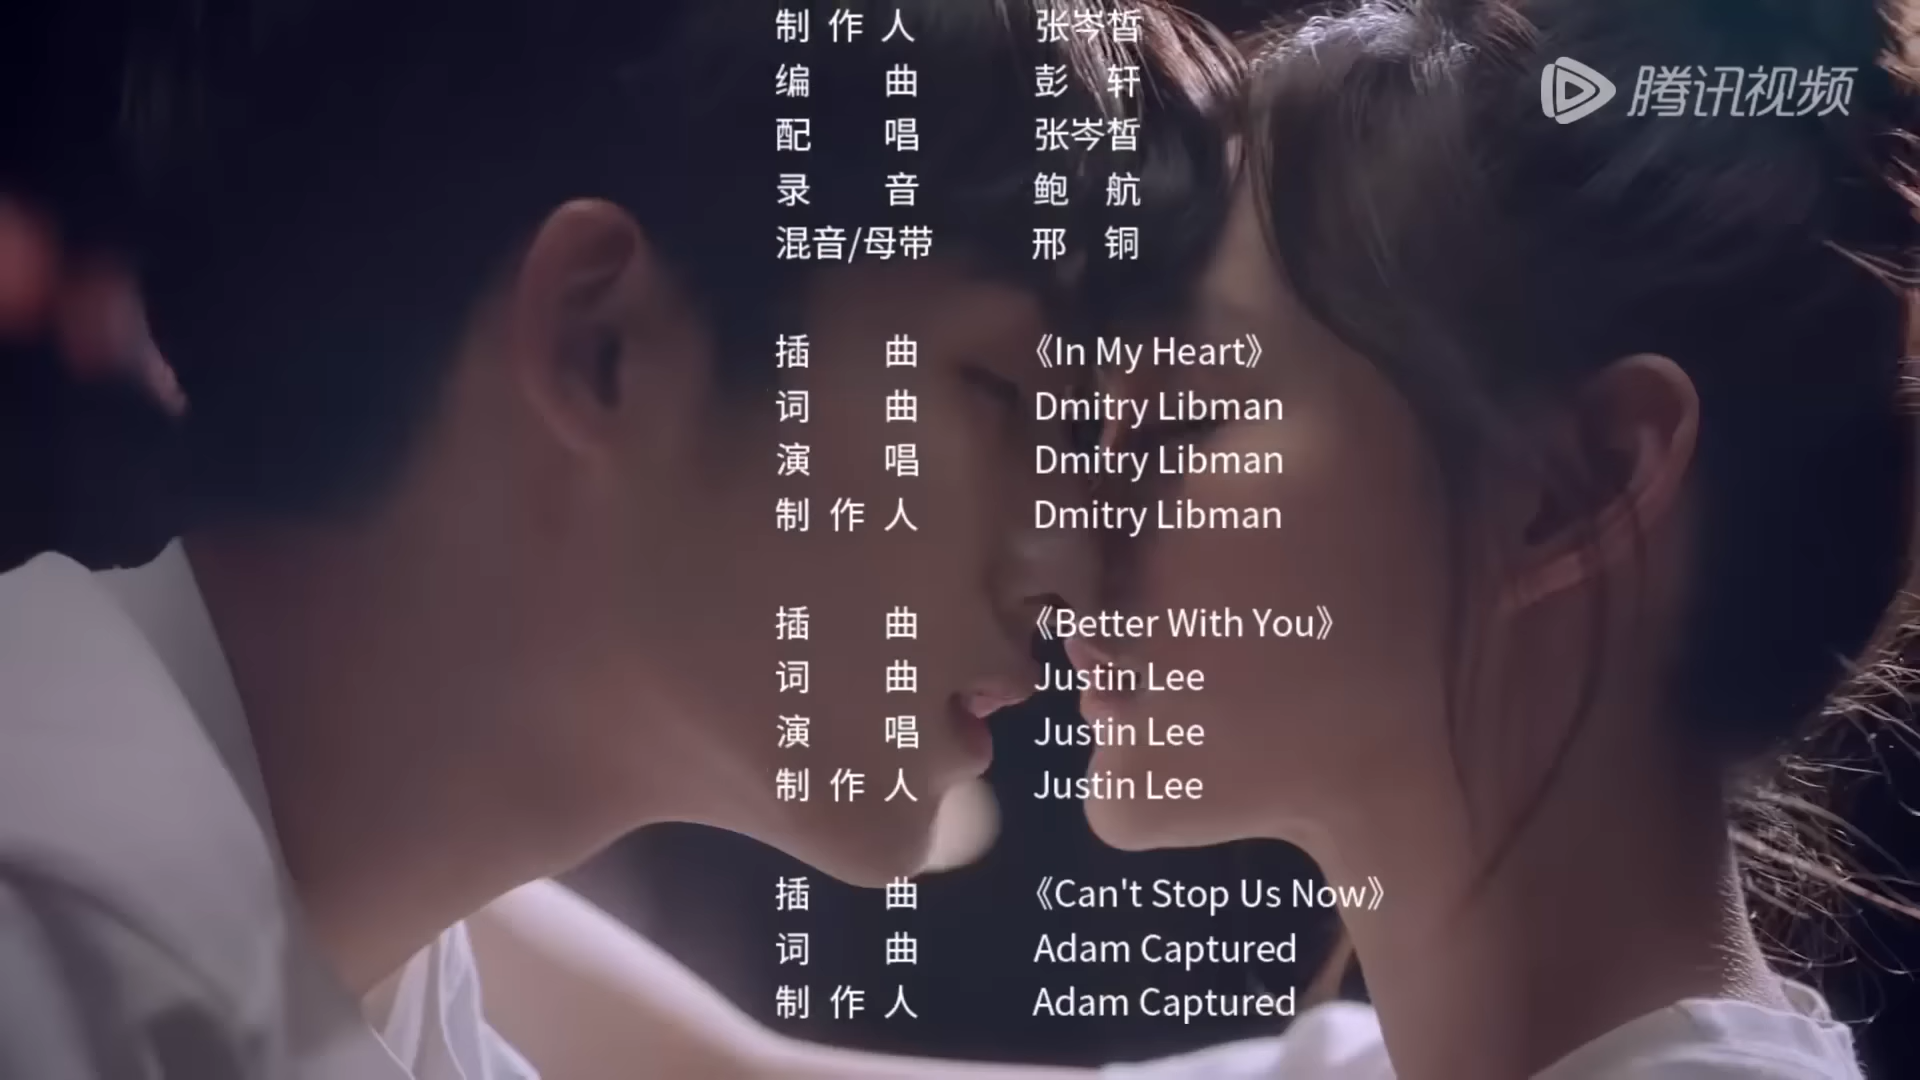 制作人 张岑皙
腾讯视频
编曲 彭轩
配唱 张岑皙
录音 鲍航
混音/母带 邢铜
插曲 《In My Heart》
词曲 Dmitry Libman
演唱 Dmitry Libman
制作人 Dmitry Libman
插曲 《Better With You》
词曲 Justin Lee
演唱 Justin Lee
制作人 Justin Lee
插曲 《Can't Stop Us Now》
词曲 Adam Captured
制作人 Adam Captured